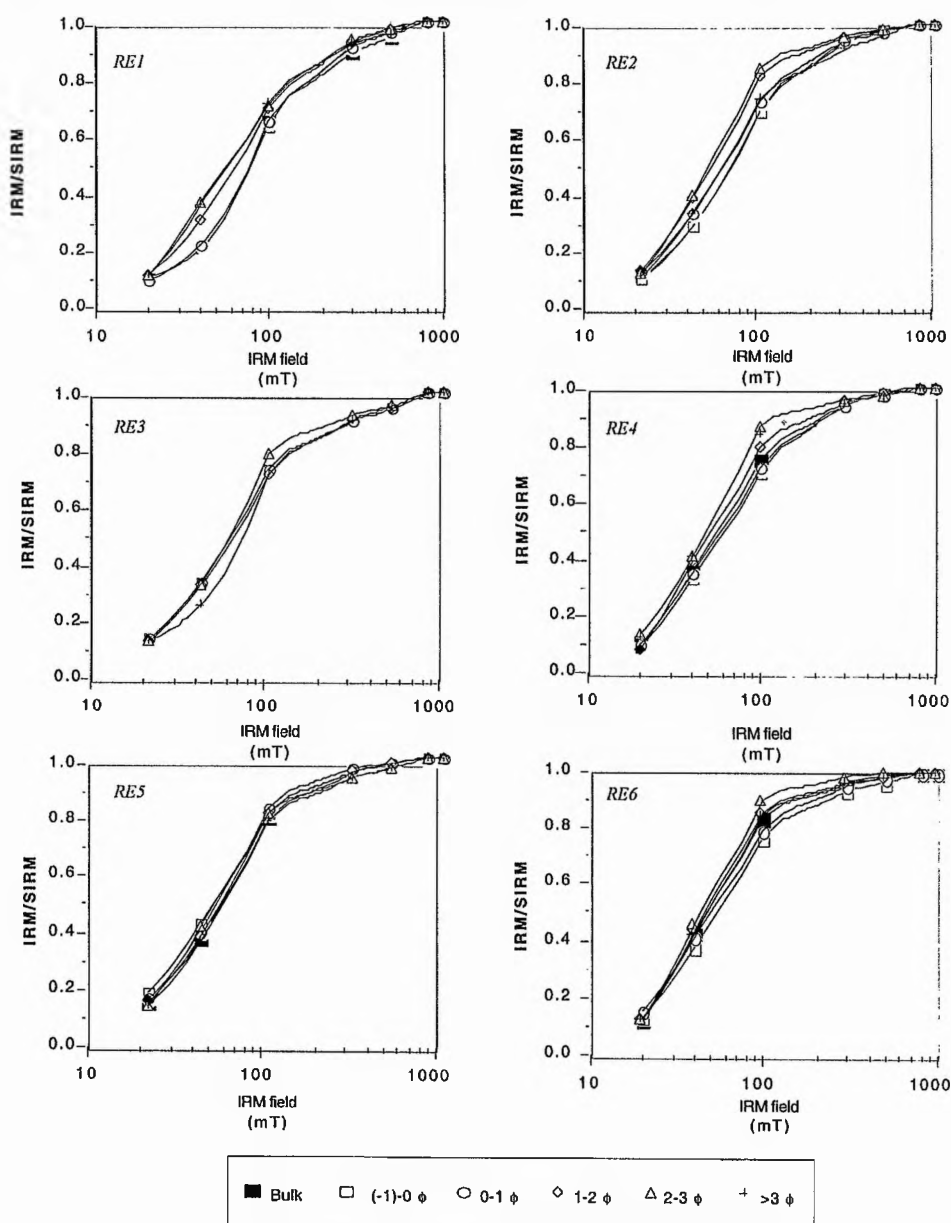 RE1
IRM/SIRM
1.0
0.8
0.6
0.4
0.2
0.0
10 100 1000
IRM field
(mT)
RE2
IRM/SIRM
1.0
0.8
0.6
0.4
0.2
0.0
10 100 1000
IRM field
(mT)
RE3
IRM/SIRM
1.0
0.8
0.6
0.4
0.2
0.0
10 100 1000
IRM field
(mT)
RE4
IRM/SIRM
1.0
0.8
0.6
0.4
0.2
0.0
10 100 1000
IRM field
(mT)
RE5
IRM/SIRM
1.0
0.8
0.6
0.4
0.2
0.0
10 100 1000
IRM field
(mT)
RE6
IRM/SIRM
1.0
0.8
0.6
0.4
0.2
0.0
10 100 1000
IRM field
(mT)
Bulk (-1)-0 ϕ 0-1 ϕ 1-2 ϕ 2-3 ϕ >3 ϕ